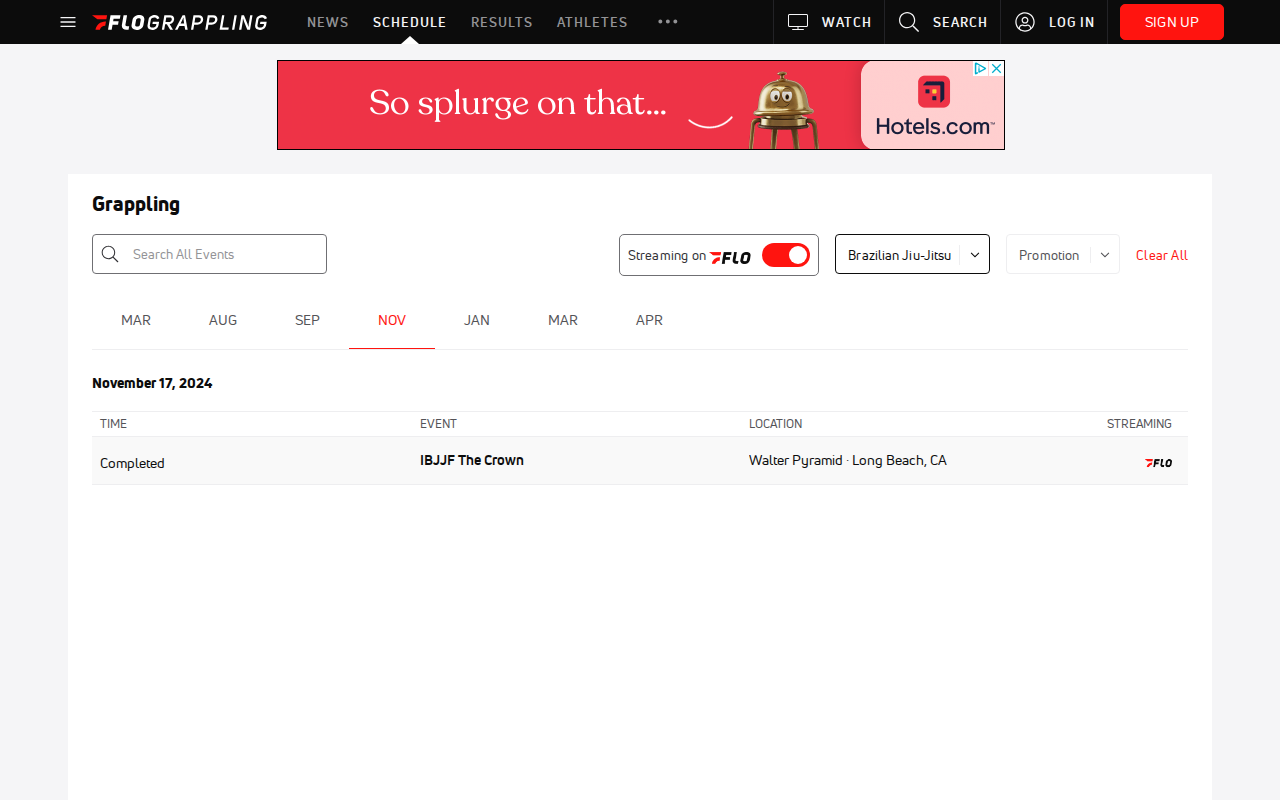 FLOGRAPPLING NEWS SCHEDULE RESULTS ATHLETES WATCH SEARCH LOG IN SIGN UP
So splurge on that...
Hotels.com™
Grappling
Search All Events Streaming on FLO Brazilian Jiu-Jitsu Promotion Clear All
MAR AUG SEP NOV JAN MAR APR
November 17, 2024
TIME EVENT LOCATION STREAMING
Completed IBJJF The Crown Walter Pyramid · Long Beach, CA FLO